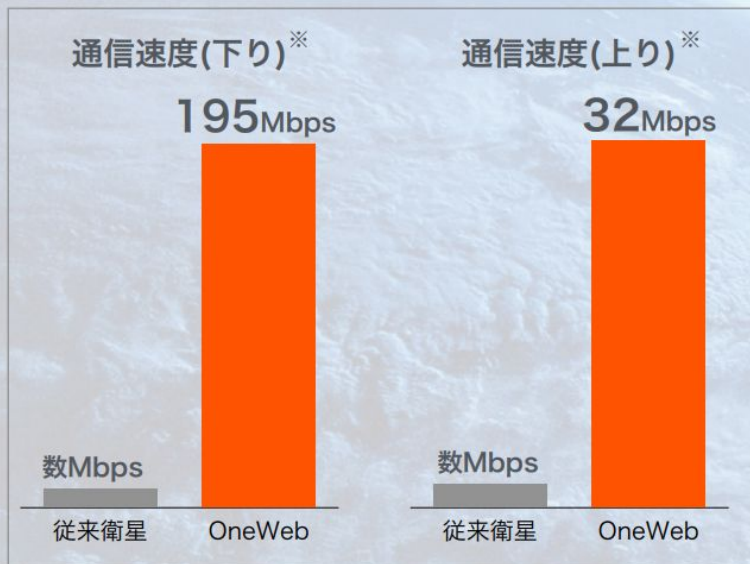 通信速度(下り)※
195Mbps
数Mbps
従来衛星
OneWeb
通信速度(上り)※
32Mbps
数Mbps
従来衛星
OneWeb